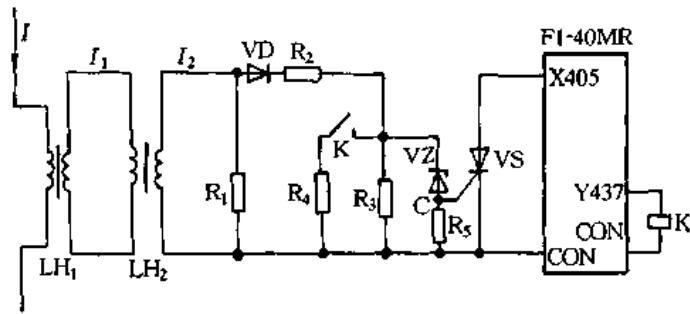 I
I₁
I₂
VD
R₂
F1-40MR
X405
K
VZ
VS
R₁
R₄
R₃
C
R₅
Y437
CON
K
CON
LH₁
LH₂